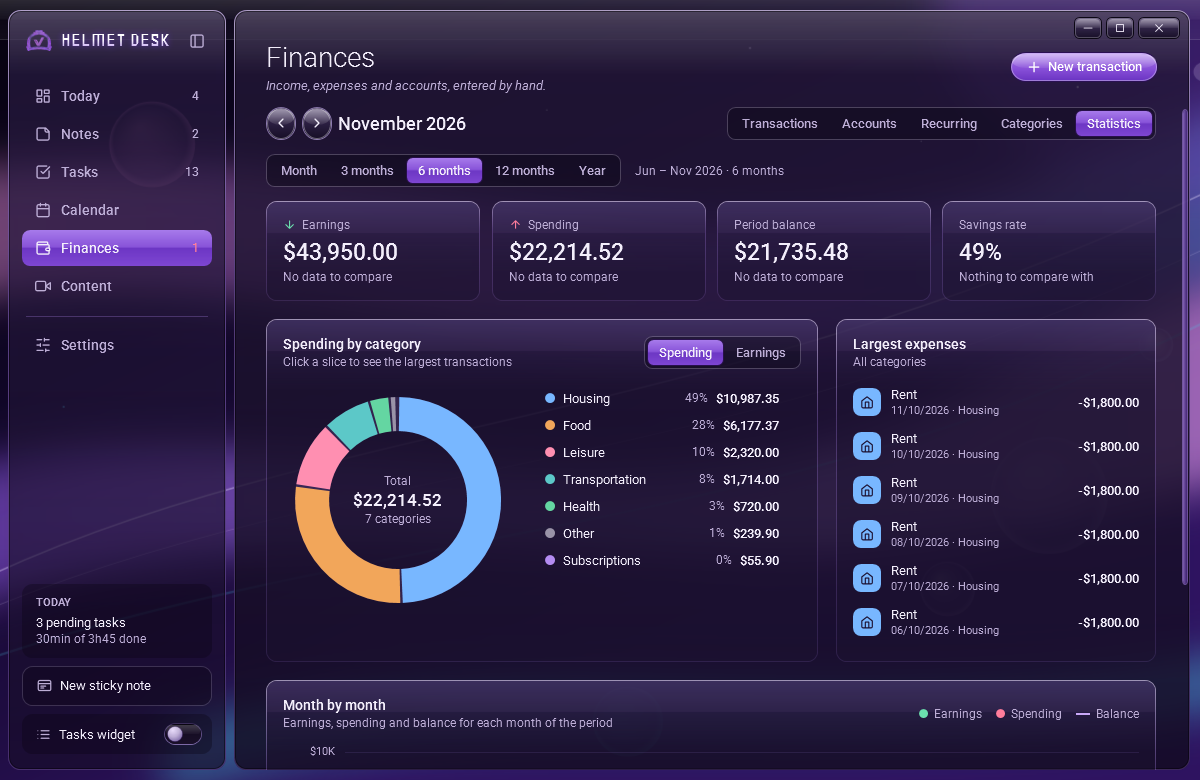 HELMET DESK
Today 4
Notes 2
Tasks 13
Calendar
Finances 1
Content
Settings
TODAY
3 pending tasks
30min of 3h45 done
New sticky note
Tasks widget
Finances
Income, expenses and accounts, entered by hand.
New transaction
November 2026
Transactions Accounts Recurring Categories Statistics
Month 3 months 6 months 12 months Year
Jun – Nov 2026 · 6 months
Earnings
$43,950.00
No data to compare
Spending
$22,214.52
No data to compare
Period balance
$21,735.48
No data to compare
Savings rate
49%
Nothing to compare with
Spending by category
Click a slice to see the largest transactions
Spending Earnings
Total
$22,214.52
7 categories
Housing 49% $10,987.35
Food 28% $6,177.37
Leisure 10% $2,320.00
Transportation 8% $1,714.00
Health 3% $720.00
Other 1% $239.90
Subscriptions 0% $55.90
Largest expenses
All categories
Rent
11/10/2026 · Housing
-$1,800.00
Rent
10/10/2026 · Housing
-$1,800.00
Rent
09/10/2026 · Housing
-$1,800.00
Rent
08/10/2026 · Housing
-$1,800.00
Rent
07/10/2026 · Housing
-$1,800.00
Rent
06/10/2026 · Housing
-$1,800.00
Month by month
Earnings, spending and balance for each month of the period
Earnings Spending Balance
$10K